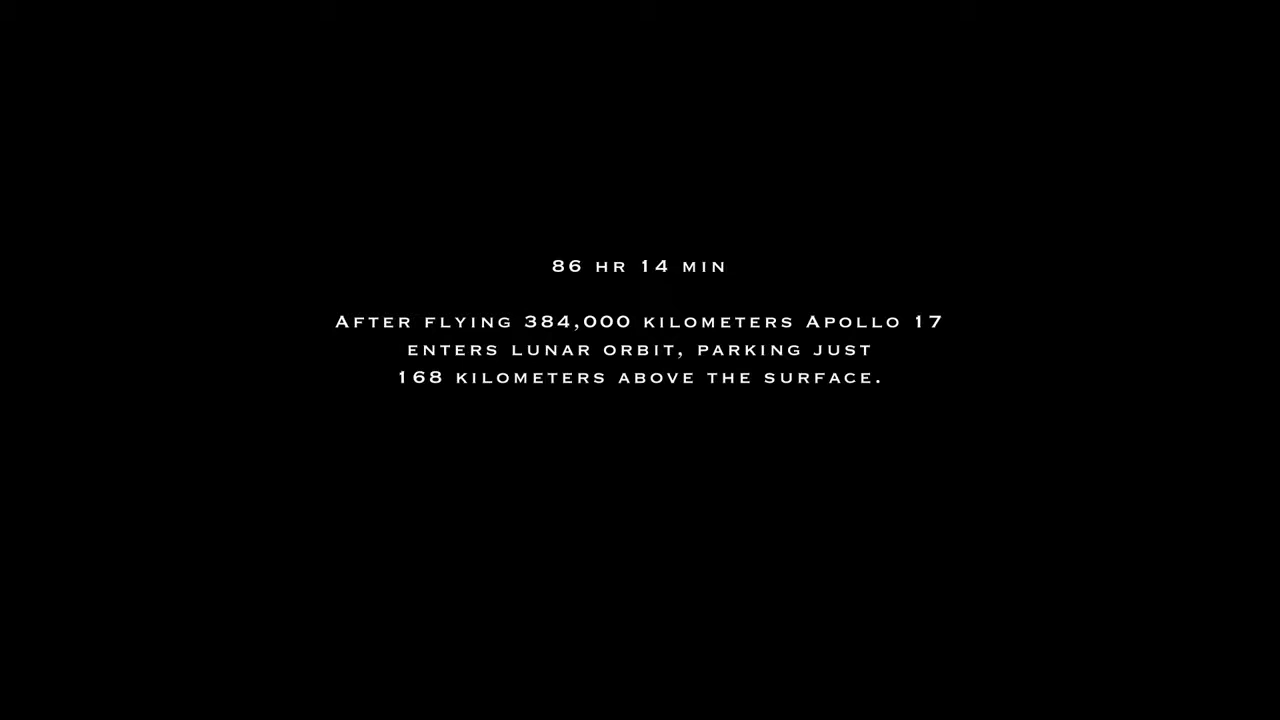 86 HR 14 MIN
AFTER FLYING 384,000 KILOMETERS APOLLO 17
ENTERS LUNAR ORBIT, PARKING JUST
168 KILOMETERS ABOVE THE SURFACE.